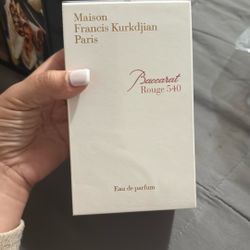 Maison
Francis Kurkdjian
Paris
Baccarat
Rouge 540
Eau de parfum